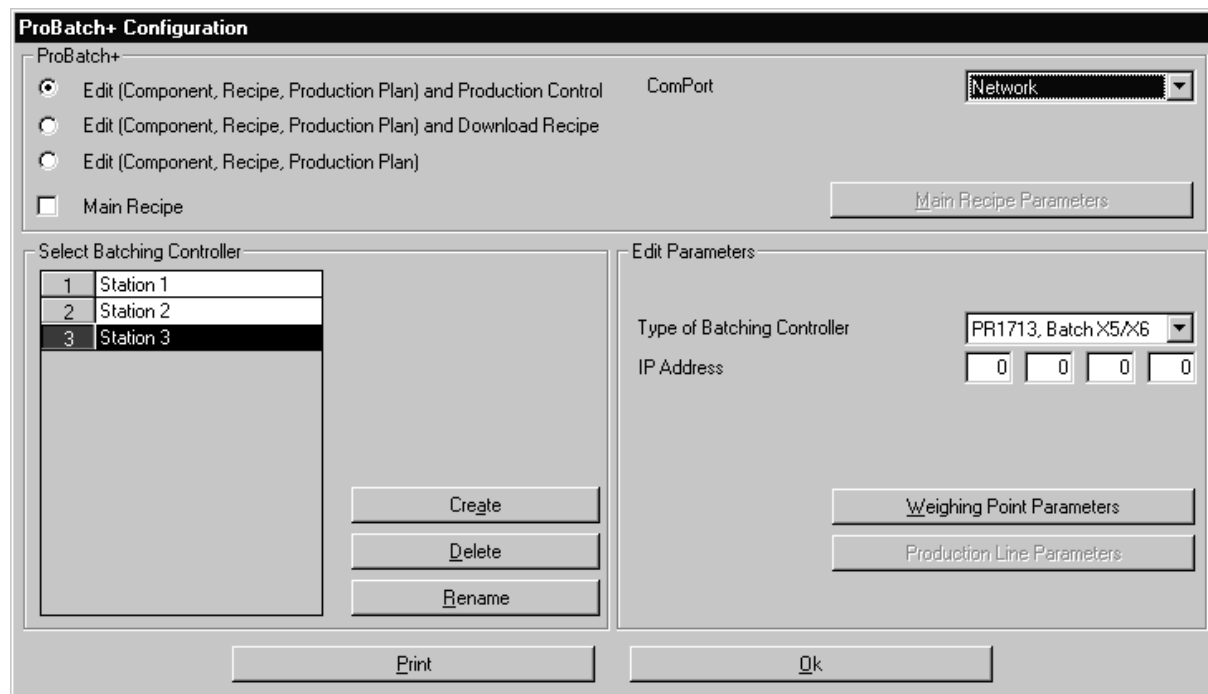 ProBatch+ Configuration
ProBatch+
Edit (Component, Recipe, Production Plan) and Production Control
ComPort
Network
Edit (Component, Recipe, Production Plan) and Download Recipe
Edit (Component, Recipe, Production Plan)
Main Recipe
Main Recipe Parameters
Select Batching Controller
1 Station 1
2 Station 2
3 Station 3
Create
Delete
Rename
Edit Parameters
Type of Batching Controller
PR1713, Batch X5/X6
IP Address
0 0 0 0
Weighing Point Parameters
Production Line Parameters
Print
Ok